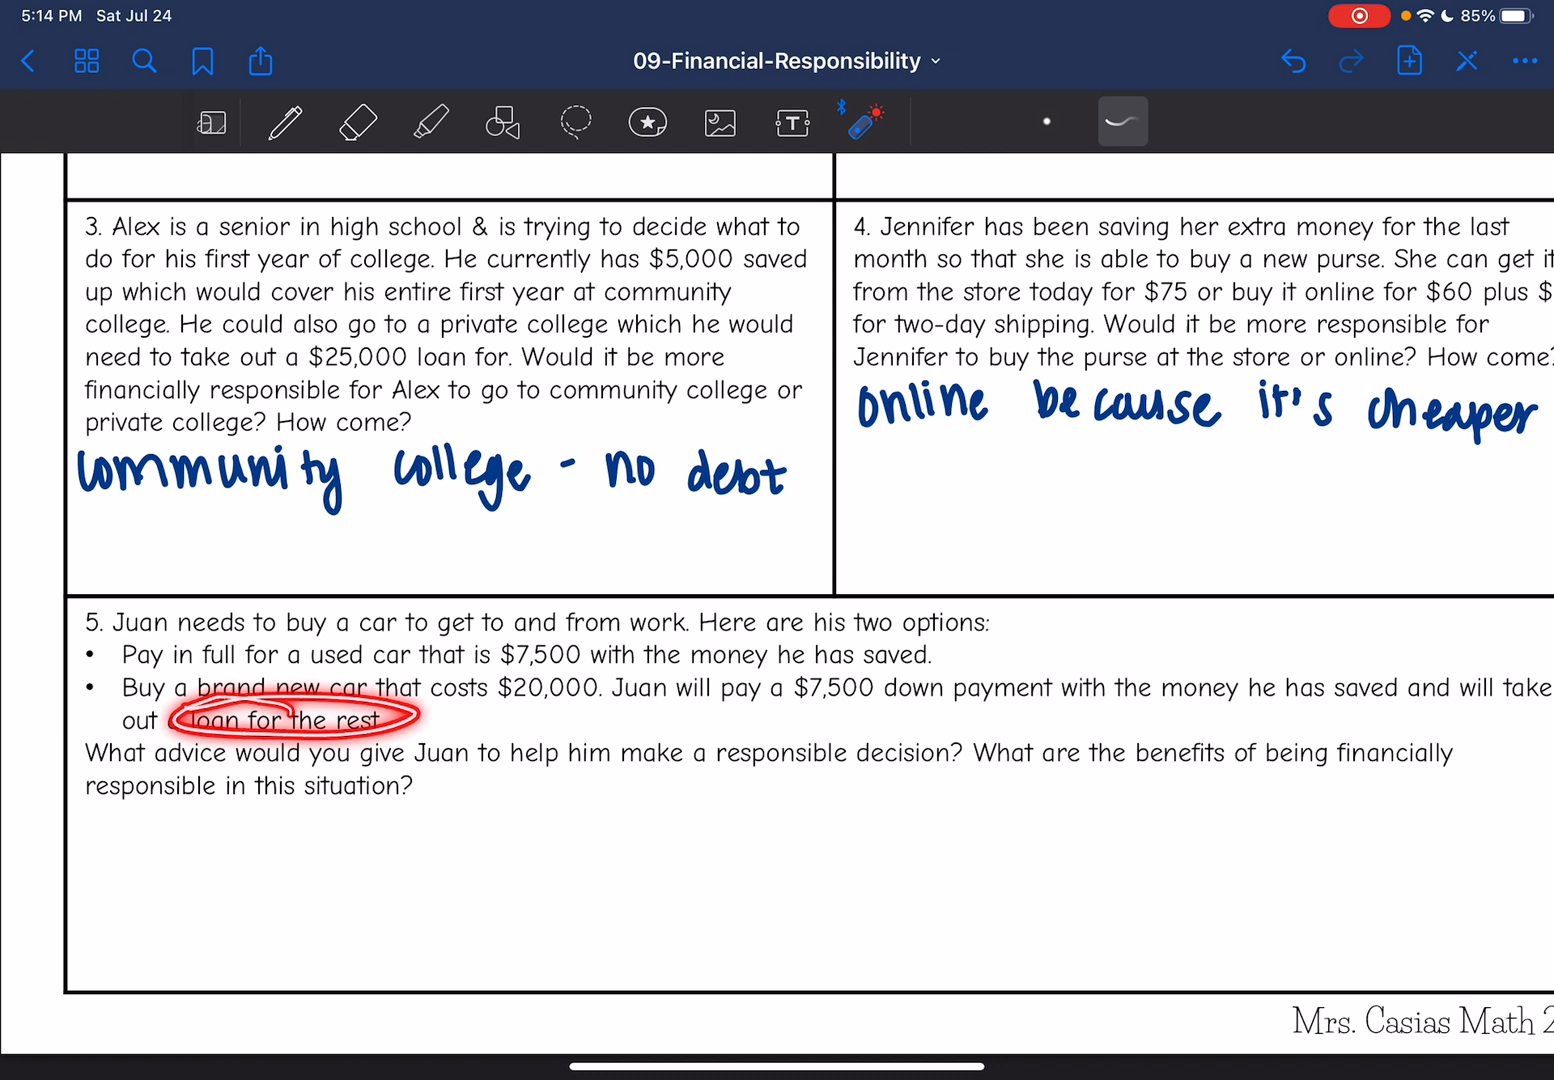 5:14 PM Sat Jul 24
85%
09-Financial-Responsibility
T
3. Alex is a senior in high school & is trying to decide what to
do for his first year of college. He currently has $5,000 saved
up which would cover his entire first year at community
college. He could also go to a private college which he would
need to take out a $25,000 loan for. Would it be more
financially responsible for Alex to go to community college or
private college? How come?
community college - no debt
4. Jennifer has been saving her extra money for the last
month so that she is able to buy a new purse. She can get it
from the store today for $75 or buy it online for $60 plus $
for two-day shipping. Would it be more responsible for
Jennifer to buy the purse at the store or online? How come?
online because it's cheaper
5. Juan needs to buy a car to get to and from work. Here are his two options:
• Pay in full for a used car that is $7,500 with the money he has saved.
• Buy a brand new car that costs $20,000. Juan will pay a $7,500 down payment with the money he has saved and will take
out a loan for the rest
What advice would you give Juan to help him make a responsible decision? What are the benefits of being financially
responsible in this situation?
Mrs. Casias Math 2